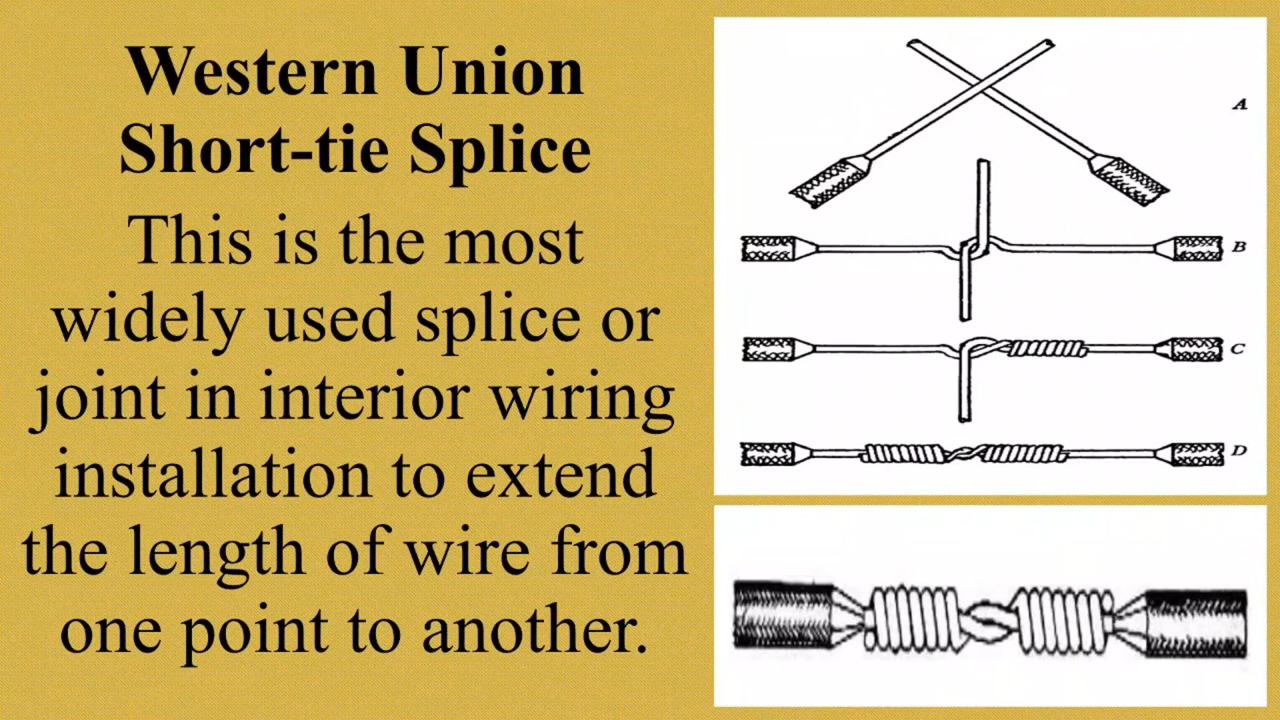 Western Union
Short-tie Splice
This is the most
widely used splice or
joint in interior wiring
installation to extend
the length of wire from
one point to another.
A
B
C
D